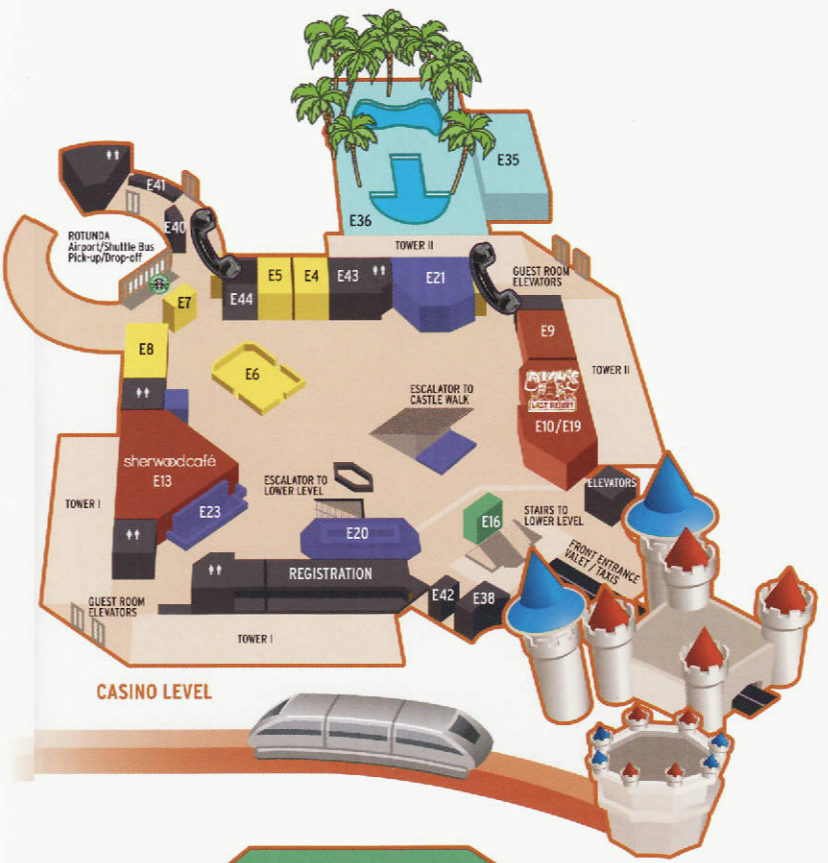 E35
E41
E36
E40
ROTUNDA
Airport/Shuttle Bus
Pick-up/Drop-off
TOWER II
E5
E4
E43
E21
E44
GUEST ROOM
ELEVATORS
E7
E9
E8
E6
TOWER II
ESCALATOR TO
CASTLE WALK
LAST RESORT
E10/E19
sherwoodcafé
E13
ESCALATOR TO
LOWER LEVEL
ELEVATORS
TOWER I
E23
E16
STAIRS TO
LOWER LEVEL
E20
FRONT ENTRANCE
VALET / TAXIS
REGISTRATION
E42
E38
GUEST ROOM
ELEVATORS
TOWER I
CASINO LEVEL